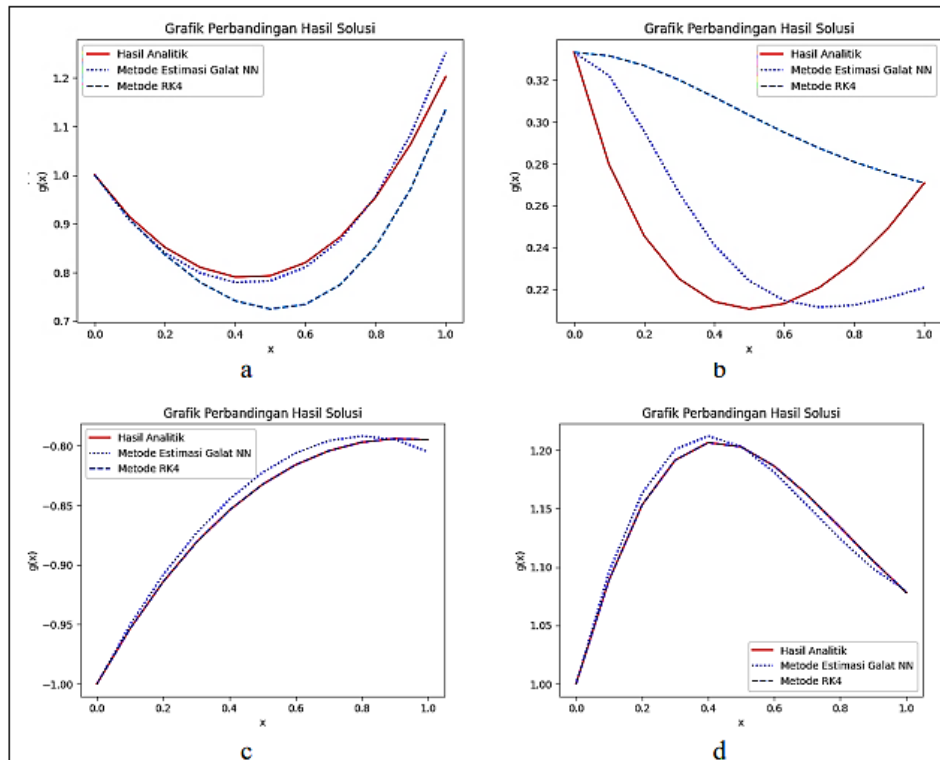 Grafik Perbandingan Hasil Solusi
Hasil Analitik
Metode Estimasi Galat NN
Metode RK4
1.2
1.1
1.0
0.9
0.8
0.7
g(x)
0.0 0.2 0.4 0.6 0.8 1.0
x
a
Grafik Perbandingan Hasil Solusi
Hasil Analitik
Metode Estimasi Galat NN
Metode RK4
0.32
0.30
0.28
0.26
0.24
0.22
g(x)
0.0 0.2 0.4 0.6 0.8 1.0
x
b
Grafik Perbandingan Hasil Solusi
Hasil Analitik
Metode Estimasi Galat NN
Metode RK4
−0.80
−0.85
−0.90
−0.95
−1.00
g(x)
0.0 0.2 0.4 0.6 0.8 1.0
x
c
Grafik Perbandingan Hasil Solusi
1.20
1.15
1.10
1.05
1.00
g(x)
Hasil Analitik
Metode Estimasi Galat NN
Metode RK4
0.0 0.2 0.4 0.6 0.8 1.0
x
d